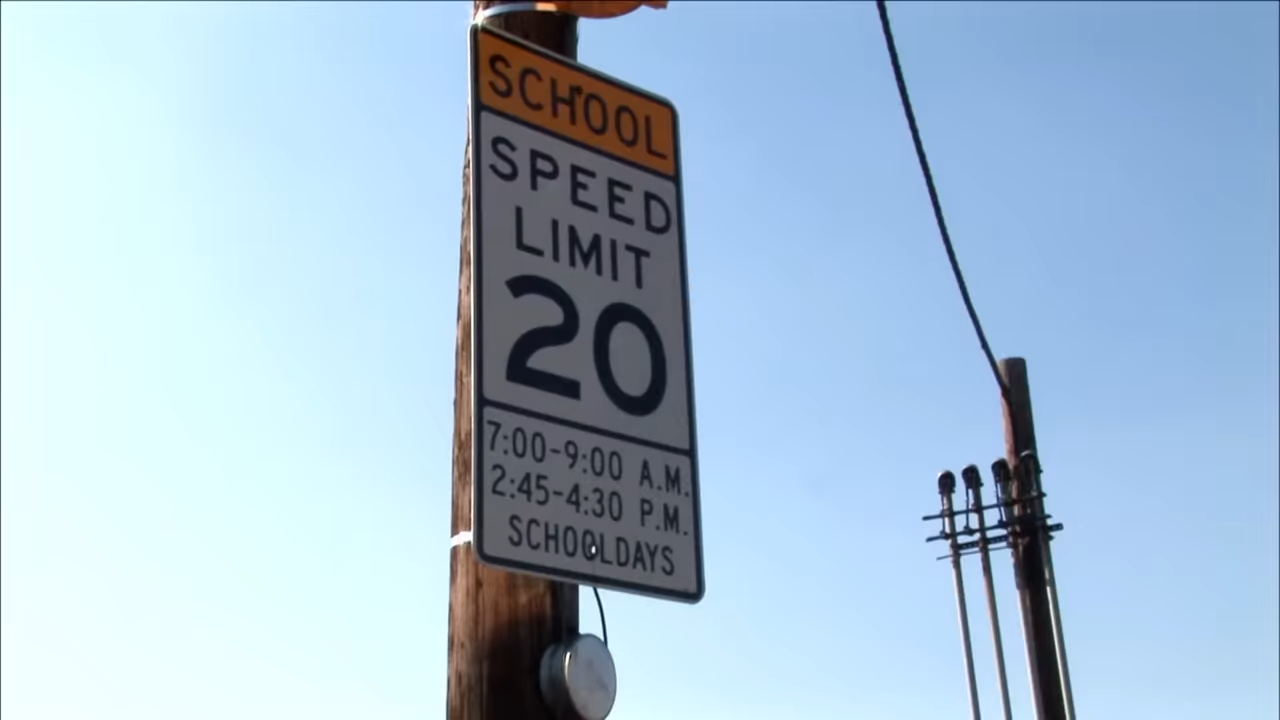 SCHOOL
SPEED
LIMIT
20
7:00-9:00 A.M.
2:45-4:30 P.M.
SCHOOLDAYS